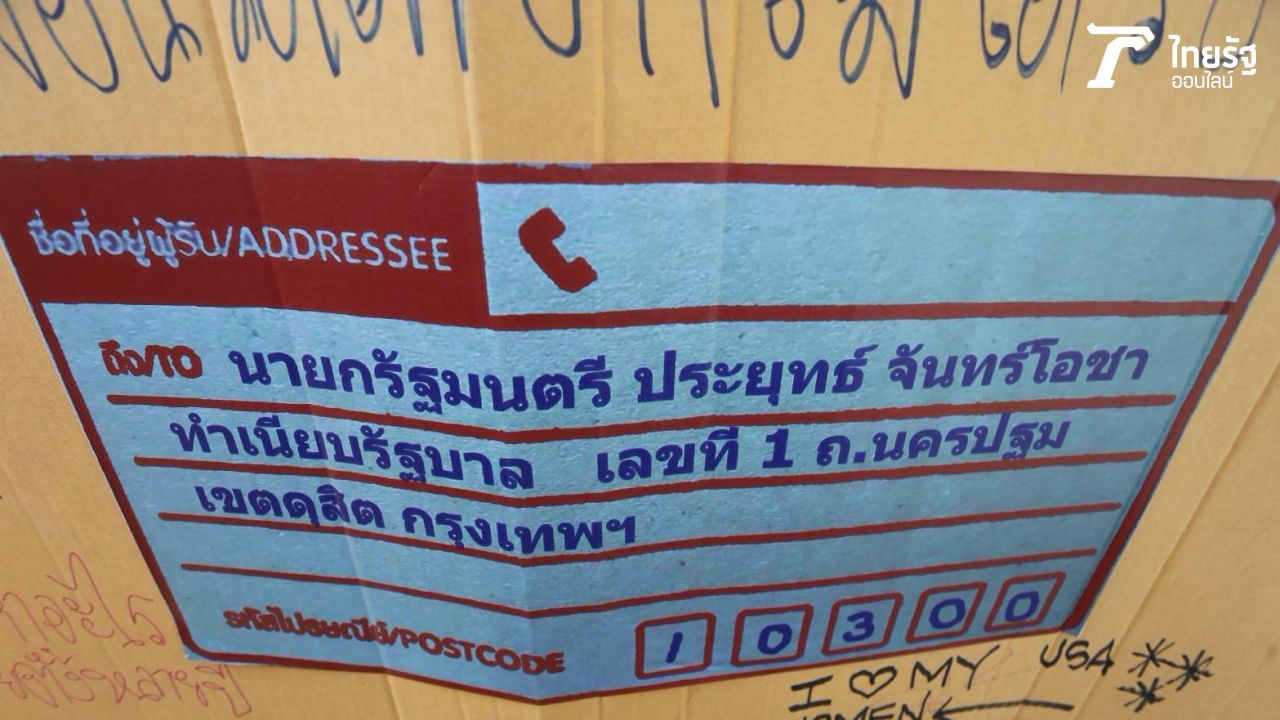 ไทยรัฐ
ออนไลน์
ชื่อที่อยู่ผู้รับ/ADDRESSEE
ถึง/TO นายกรัฐมนตรี ประยุทธ์ จันทร์โอชา
ทำเนียบรัฐบาล เลขที่ 1 ถ.นครปฐม
เขตดุสิต กรุงเทพฯ
รหัสไปรษณีย์/POSTCODE 10300
I ♡ MY USA